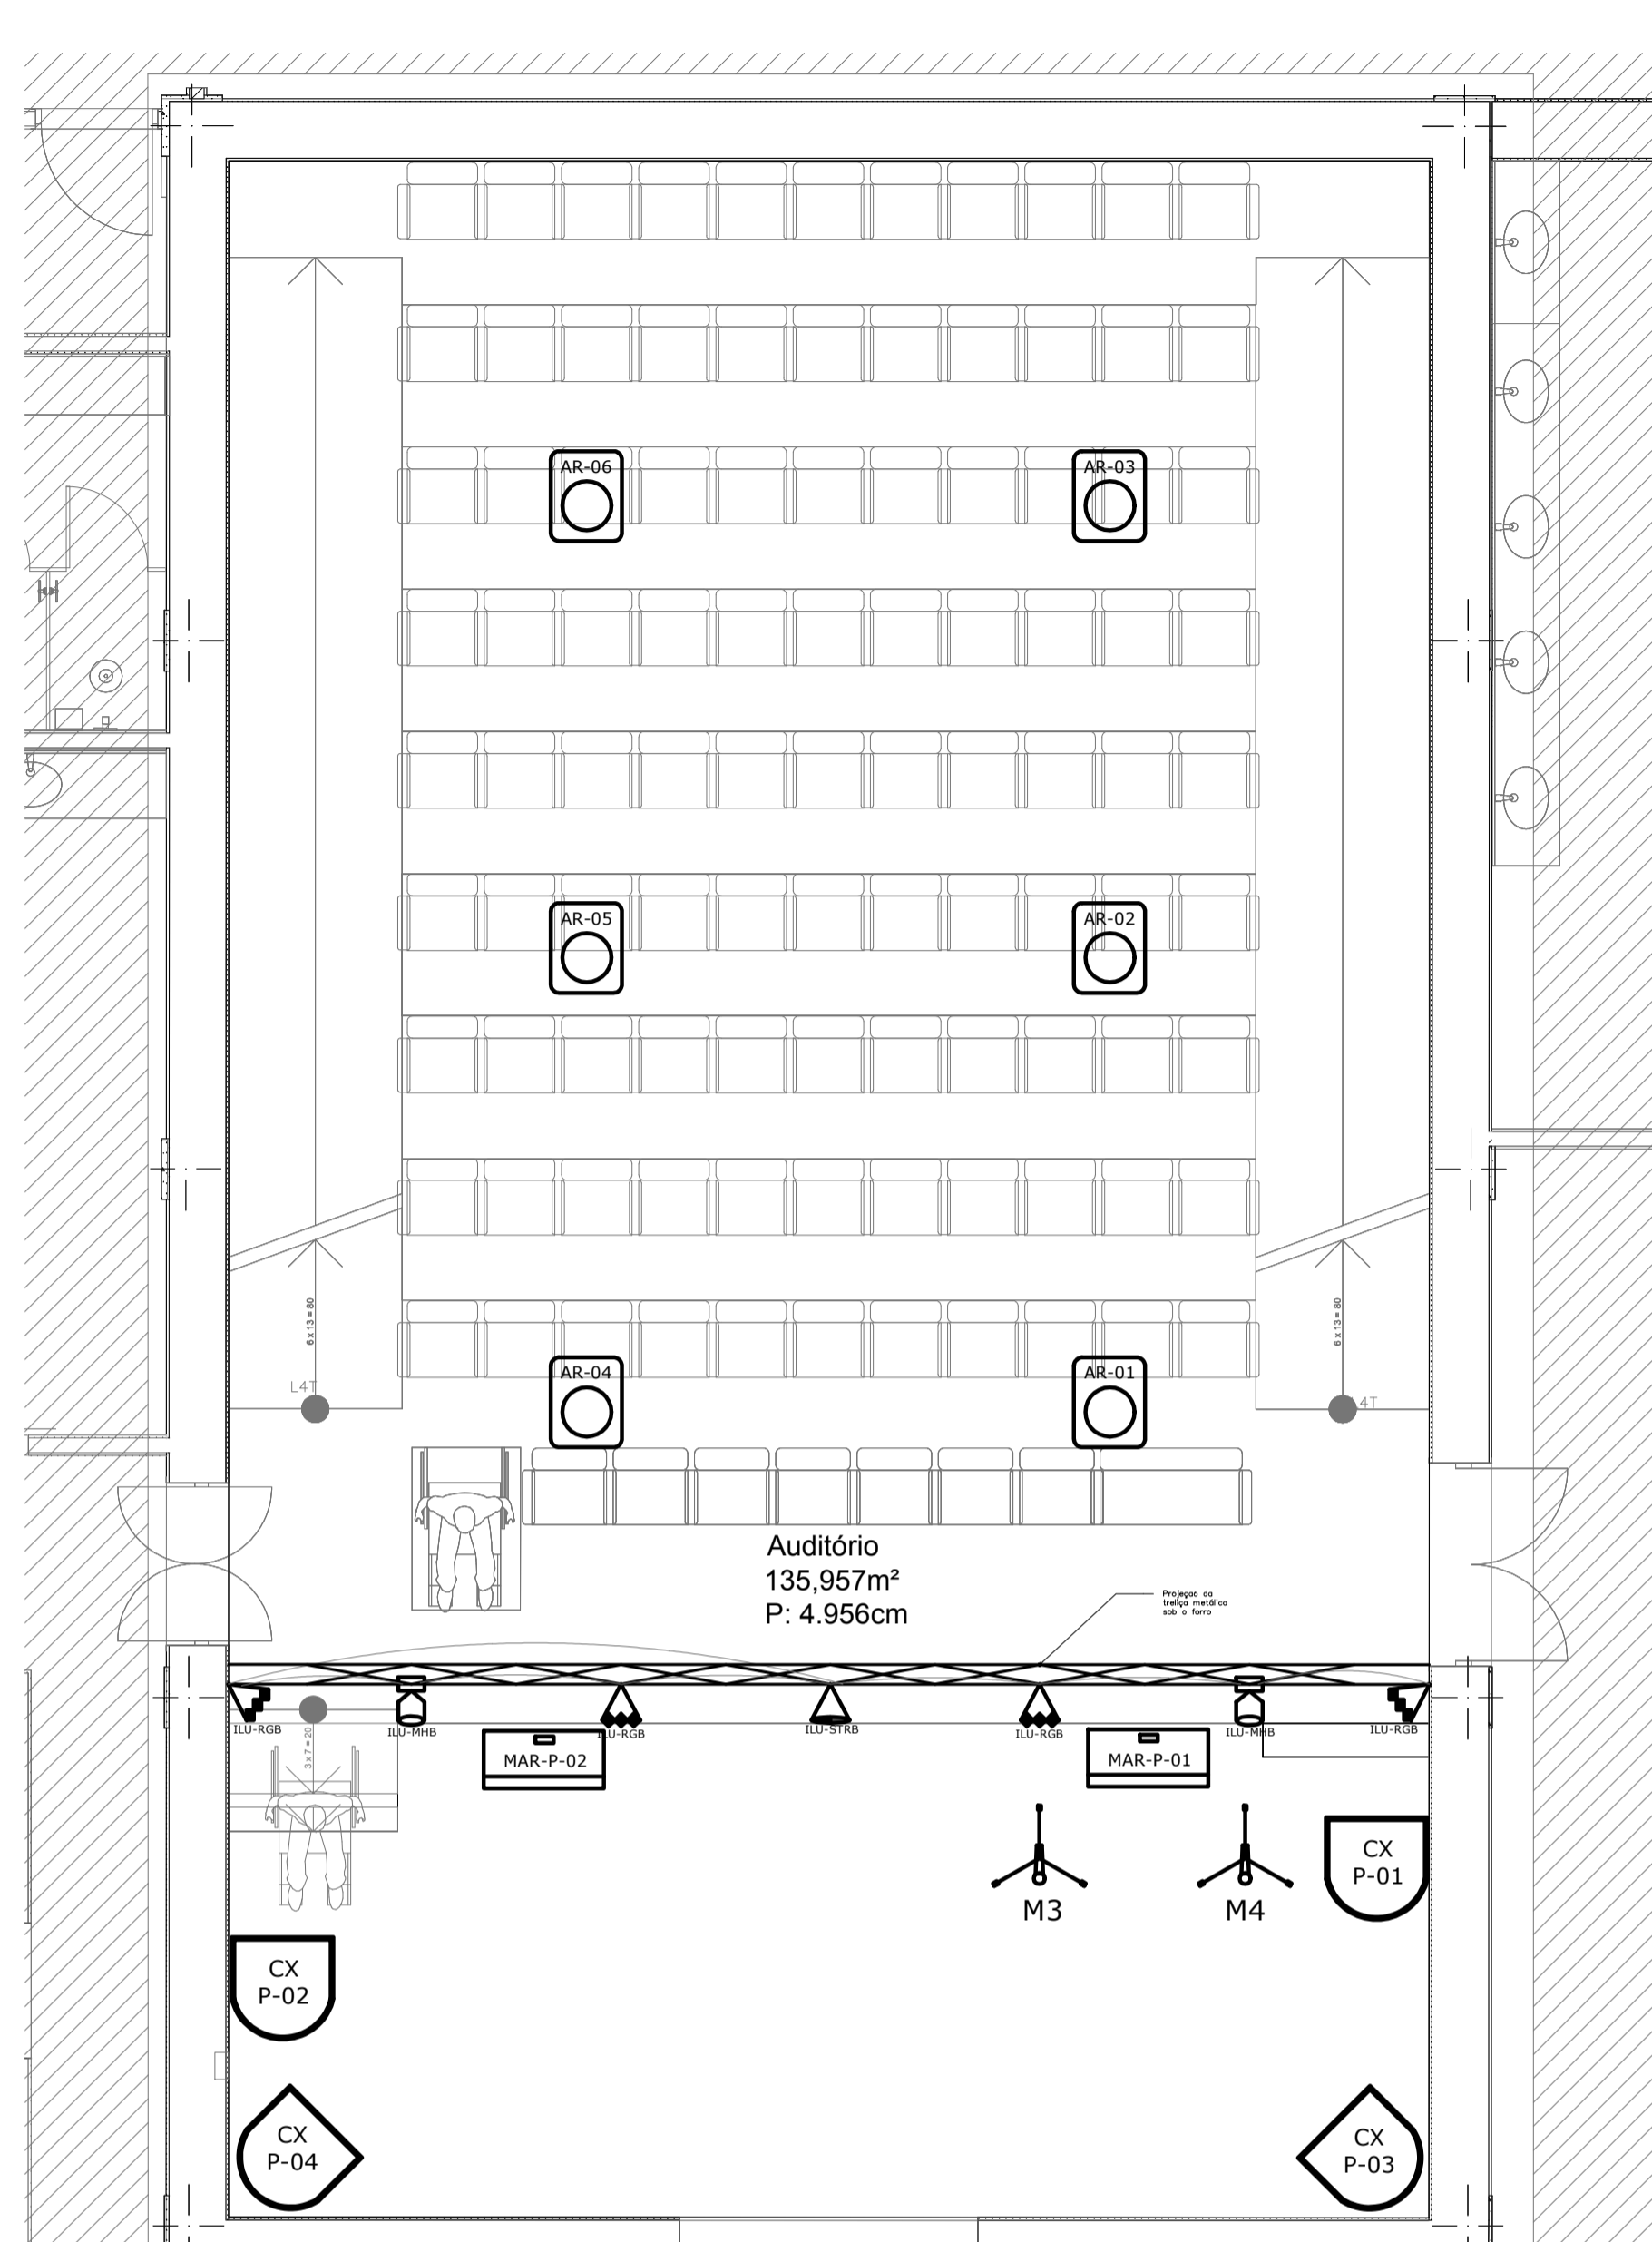 AR-06
AR-03
AR-05
AR-02
6 x 13 = 80
6 x 13 = 80
AR-04
AR-01
L4T
4T
Auditório
135,957m²
P: 4.956cm
Projeçao da
treliça metálica
sob o forro
ILU-RGB
ILU-MHB
ILU-RGB
ILU-STRB
ILU-RGB
ILU-MHB
ILU-RGB
3 x 7 = 20
MAR-P-02
MAR-P-01
CX
P-01
M3
M4
CX
P-02
CX
P-04
CX
P-03